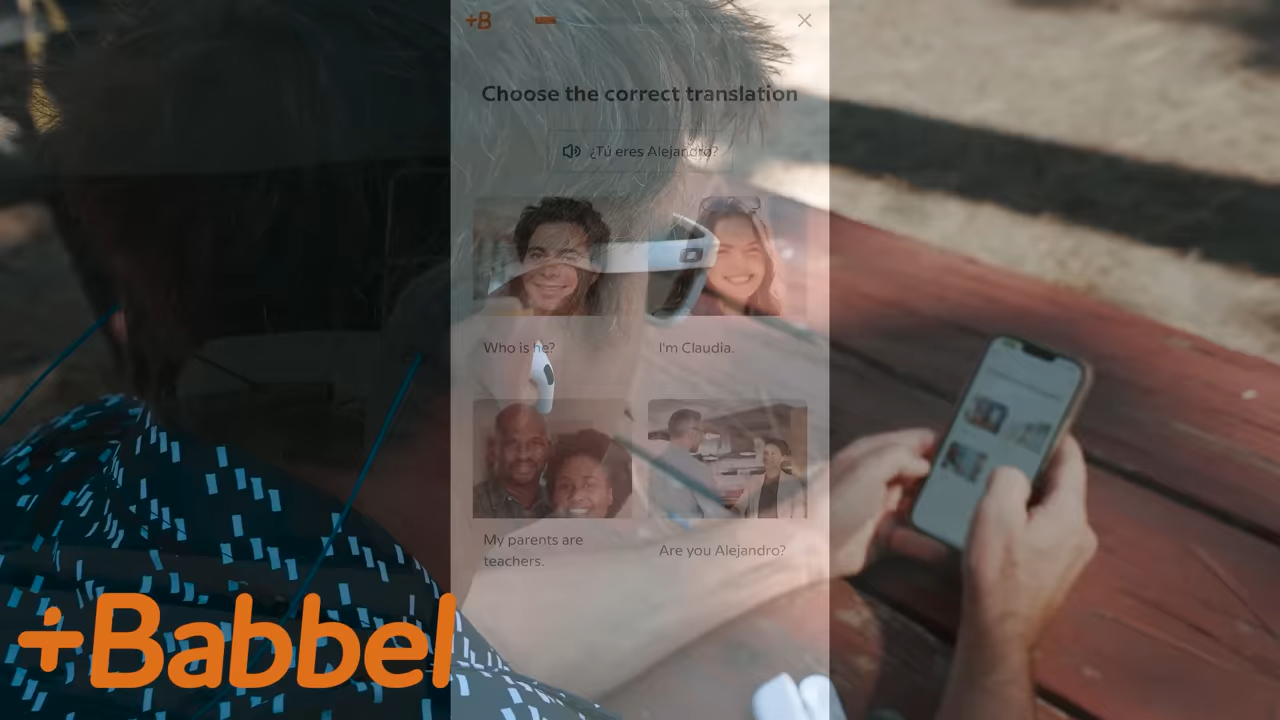 +B
Choose the correct translation
¿Tú eres Alejandro?
Who is he?
I'm Claudia.
My parents are
teachers.
Are you Alejandro?
+Babbel